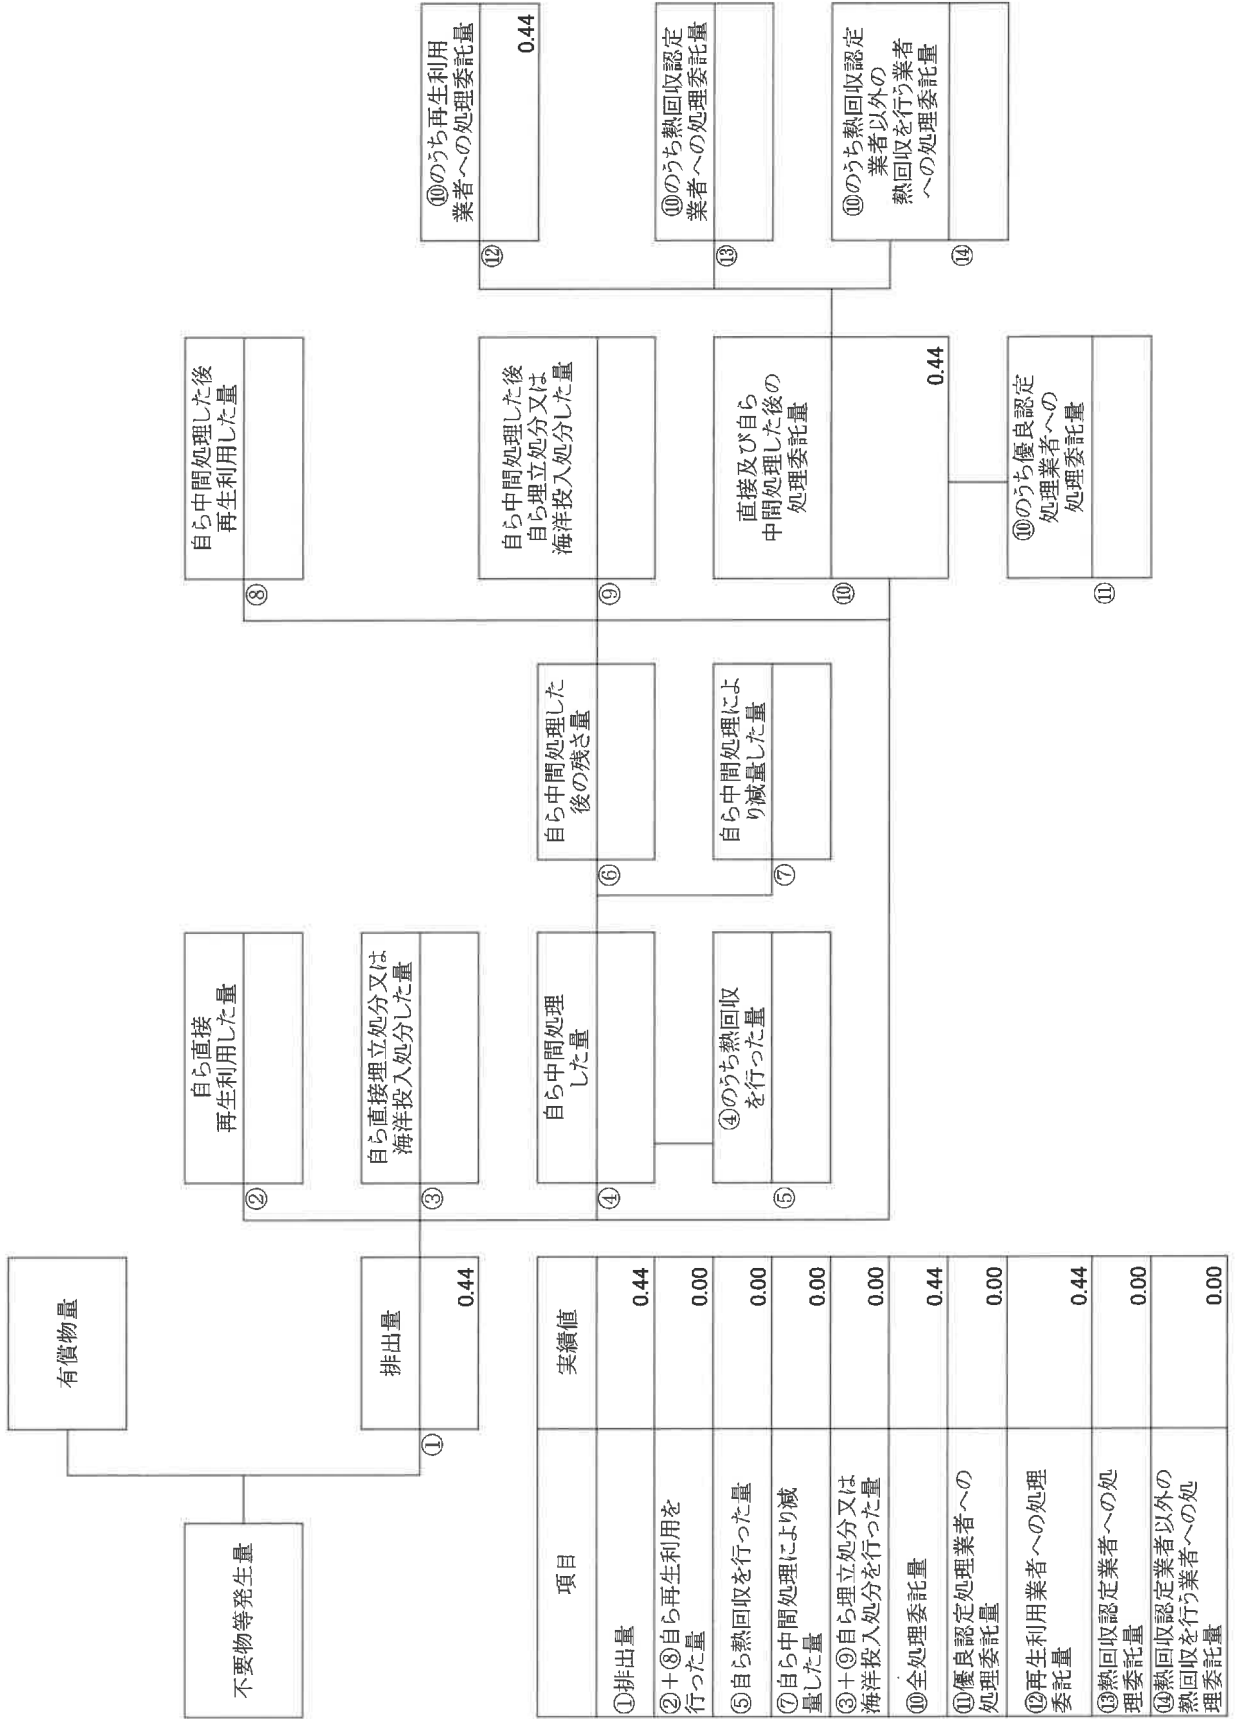 不要物等発生量
有償物量
①
排出量
0.44
②
自ら直接
再生利用した量
③
自ら直接埋立処分又は
海洋投入処分した量
④
自ら中間処理
した量
⑤
④のうち熱回収
を行った量
⑥
自ら中間処理した
後の残さ量
⑦
自ら中間処理によ
り減量した量
⑧
自ら中間処理した後
再生利用した量
⑨
自ら中間処理した後
自ら埋立処分又は
海洋投入処分した量
⑩
直接及び自ら
中間処理した後の
処理委託量
0.44
⑪
⑩のうち優良認定
処理業者への
処理委託量
⑫
⑩のうち再生利用
業者への処理委託量
0.44
⑬
⑩のうち熱回収認定
業者への処理委託量
⑭
⑩のうち熱回収認定
業者以外の
熱回収を行う業者
への処理委託量
項目 実績値
①排出量 0.44
②+⑧自ら再生利用を
行った量 0.00
⑤自ら熱回収を行った量 0.00
⑦自ら中間処理により減
量した量 0.00
③+⑨自ら埋立処分又は
海洋投入処分を行った量 0.00
⑩全処理委託量 0.44
⑪優良認定処理業者への
処理委託量 0.00
⑫再生利用業者への処理
委託量 0.44
⑬熱回収認定業者への処
理委託量 0.00
⑭熱回収認定業者以外の
熱回収を行う業者への処
理委託量 0.00